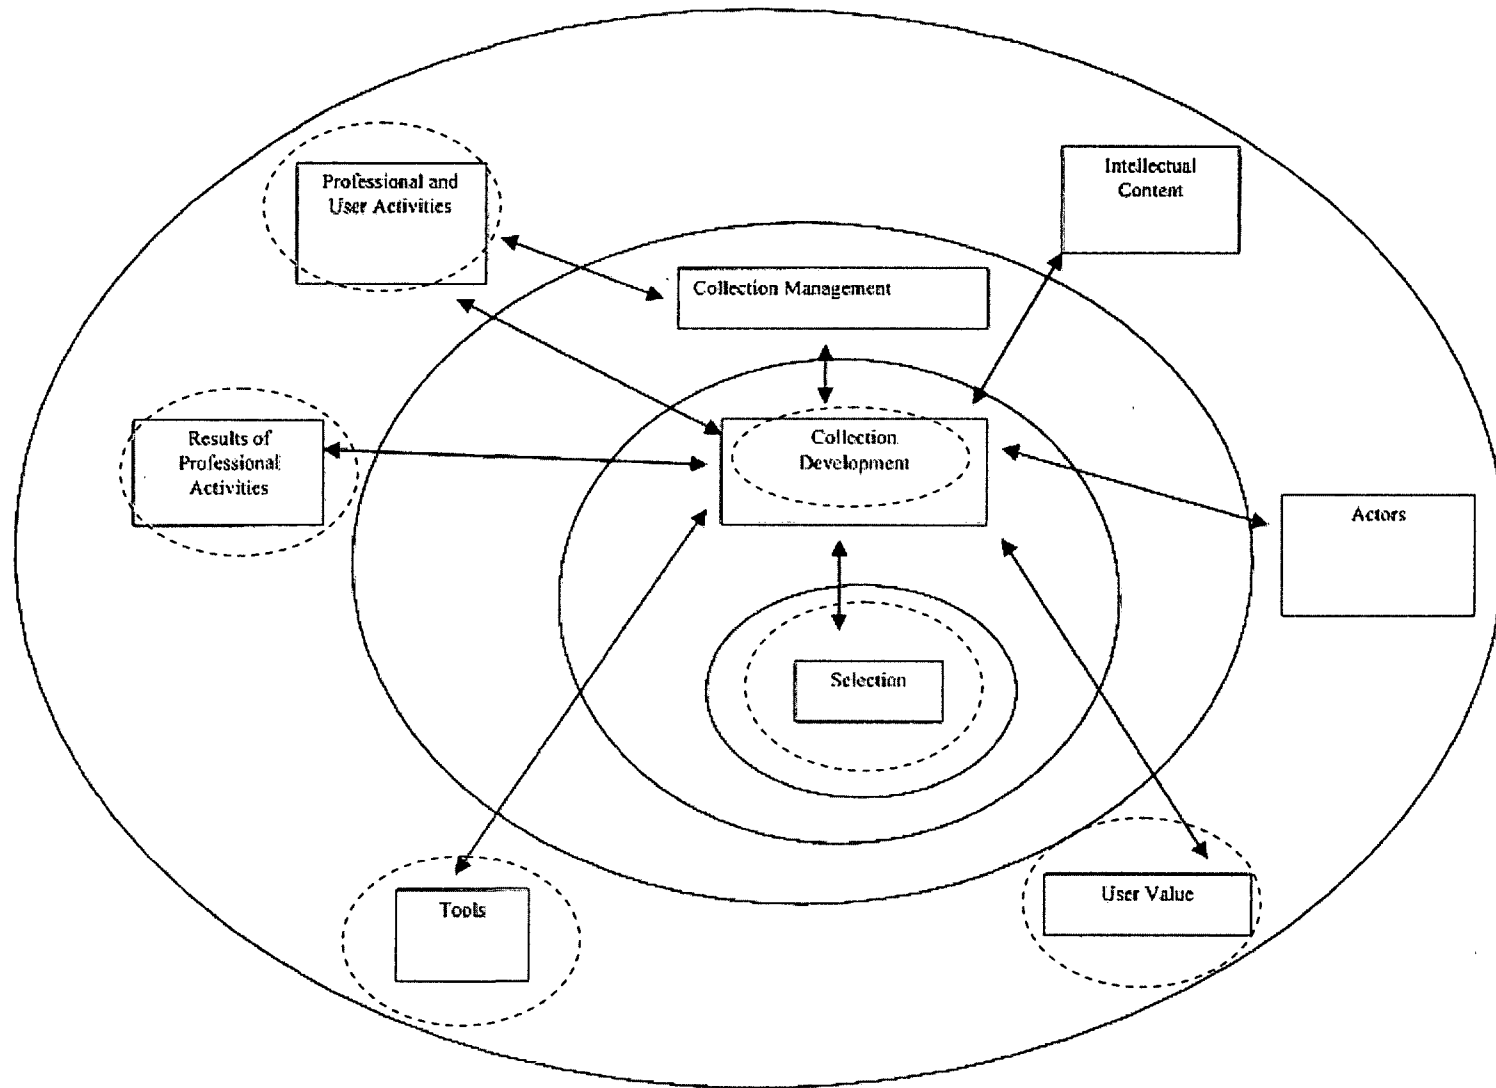 Professional and
User Activities
Intellectual
Content
Collection Management
Results of
Professional
Activities
Collection
Development
Actors
Selection
Tools
User Value